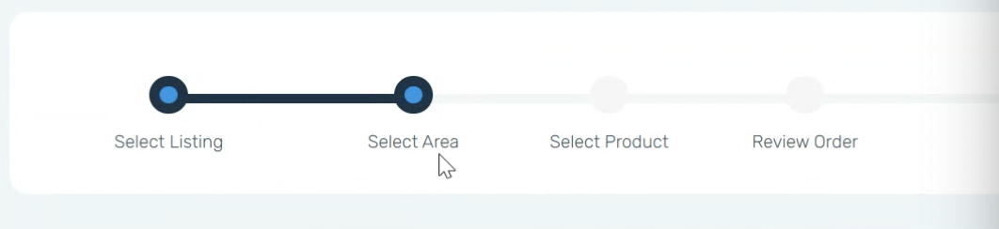 Select Listing
Select Area
Select Product
Review Order